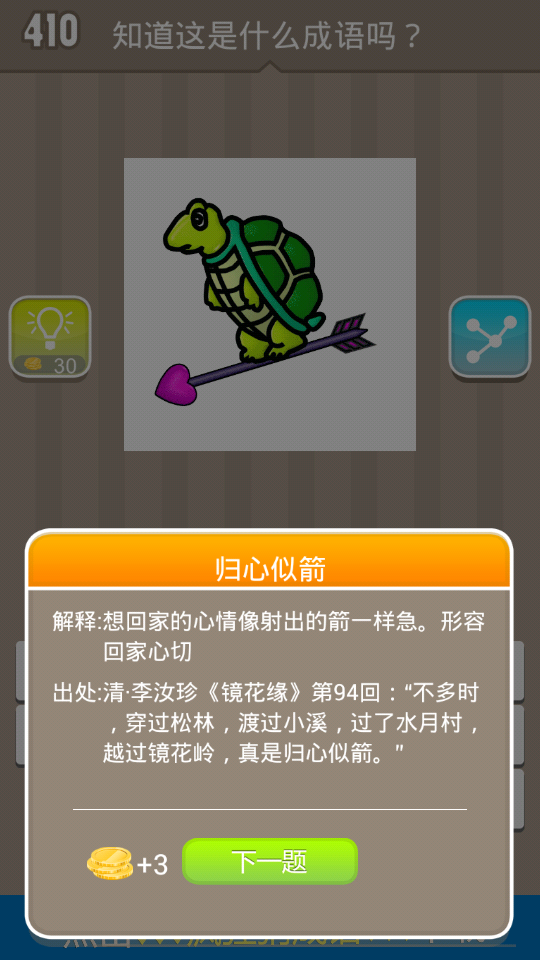 410
知道这是什么成语吗？
30
归心似箭
解释:想回家的心情像射出的箭一样急。形容
回家心切
出处:清·李汝珍《镜花缘》第94回：“不多时
，穿过松林，渡过小溪，过了水月村，
越过镜花岭，真是归心似箭。”
+3
下一题